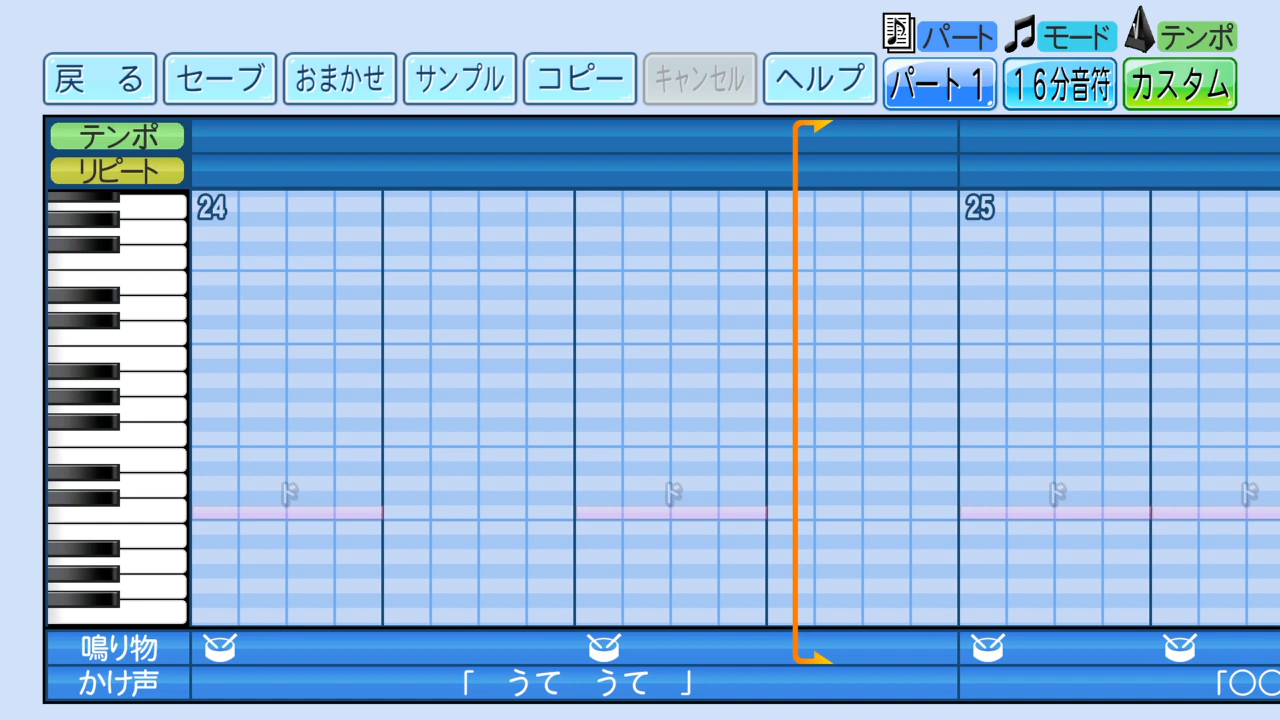 パート モード テンポ
戻 る セーブ おまかせ サンプル コピー キャンセル ヘルプ パート1 16分音符 カスタム
テンポ
リピート
24 25
ド ド ド ド
鳴り物
かけ声 「 うて うて 」 「○○